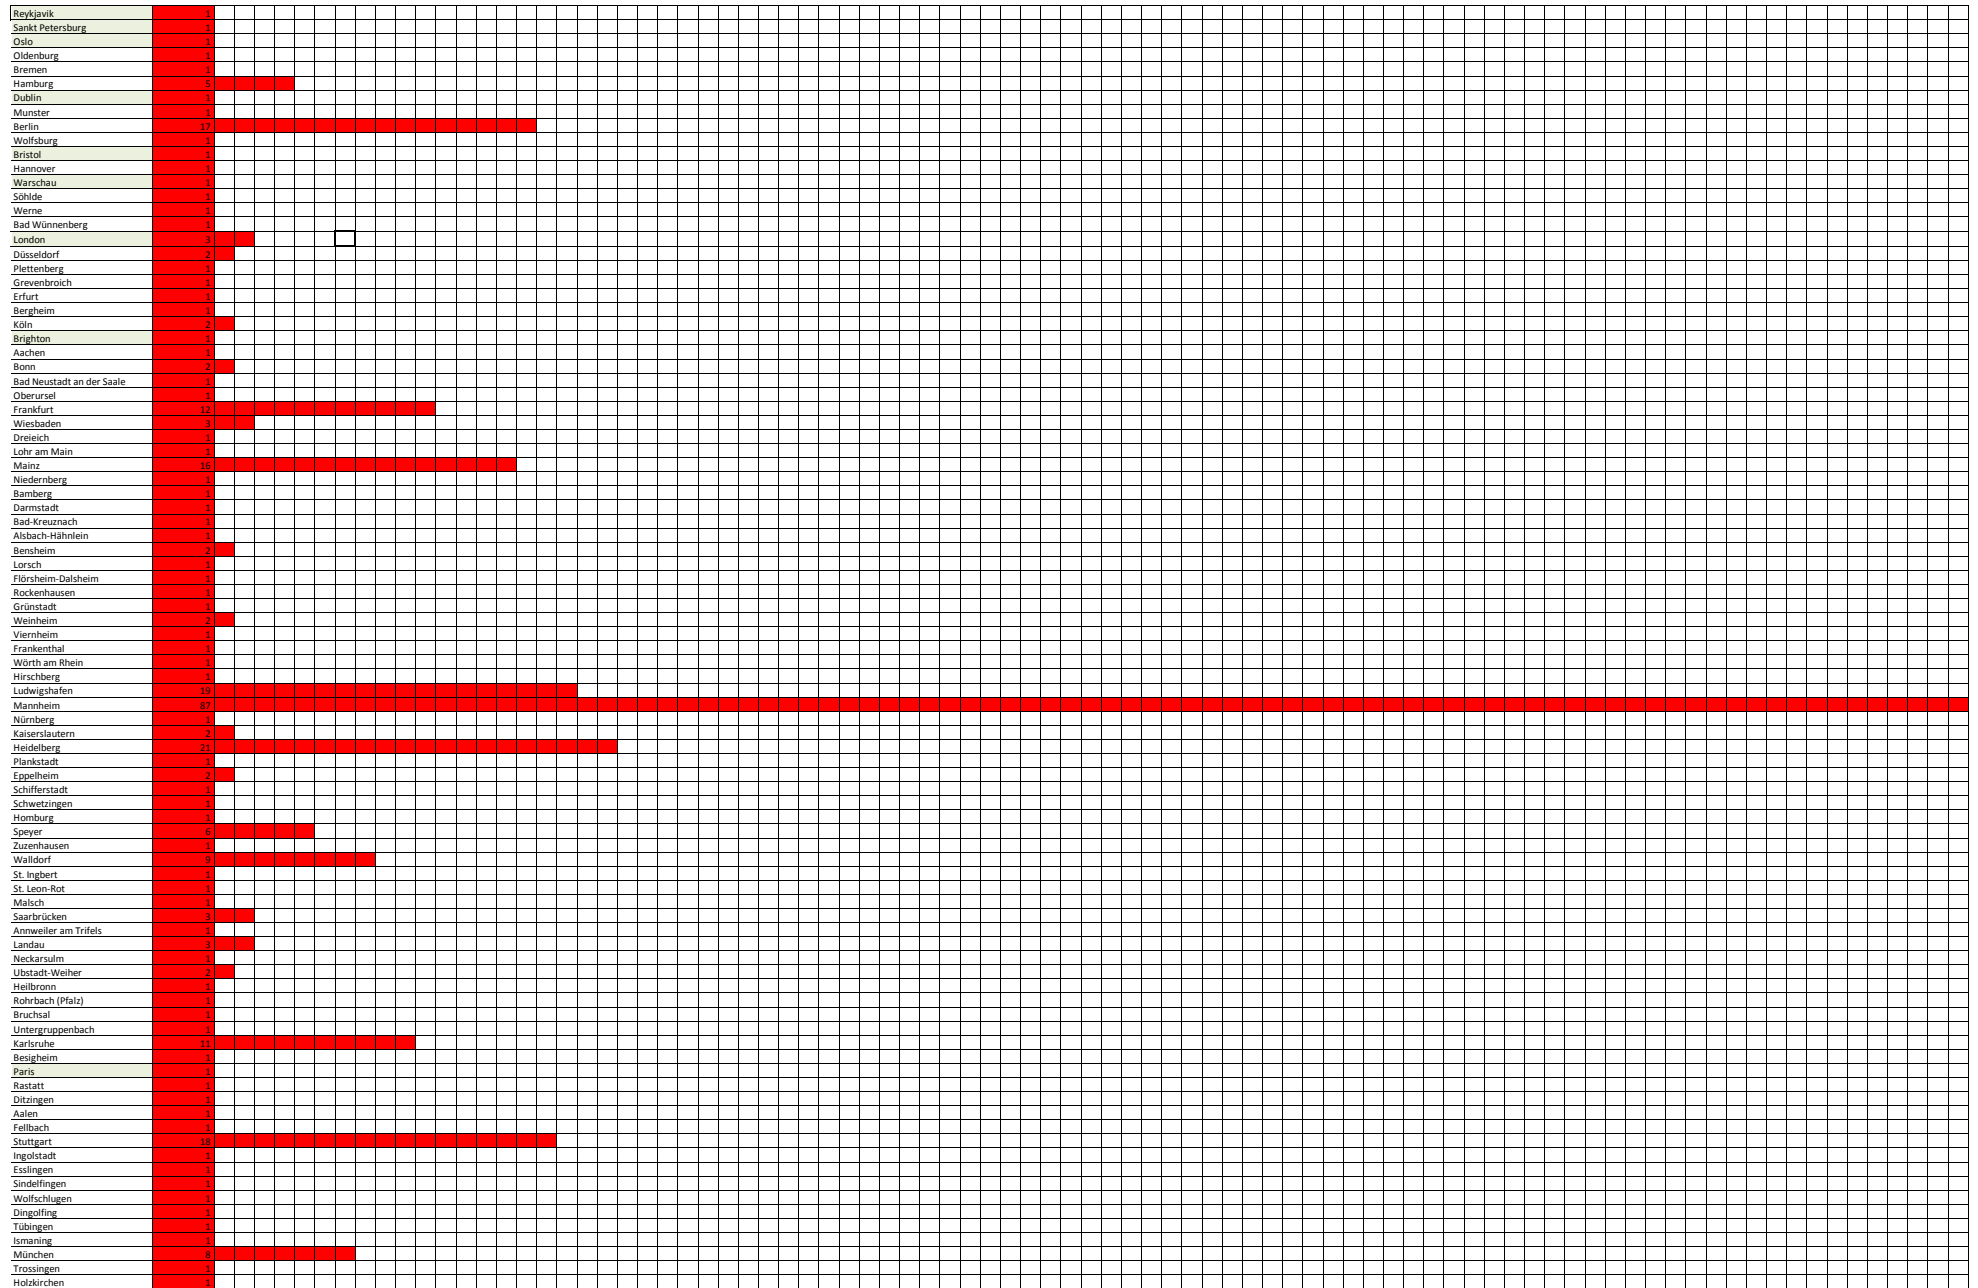 Reykjavik 1
Sankt Petersburg 1
Oslo 1
Oldenburg 1
Bremen 1
Hamburg 5
Dublin 1
Munster 1
Berlin 17
Wolfsburg 1
Bristol 1
Hannover 1
Warschau 1
Söhlde 1
Werne 1
Bad Wünnenberg 1
London 3
Düsseldorf 2
Plettenberg 1
Grevenbroich 1
Erfurt 1
Bergheim 1
Köln 2
Brighton 1
Aachen 1
Bonn 2
Bad Neustadt an der Saale 1
Oberursel 1
Frankfurt 12
Wiesbaden 3
Dreieich 1
Lohr am Main 1
Mainz 16
Niedernberg 1
Bamberg 1
Darmstadt 1
Bad-Kreuznach 1
Alsbach-Hähnlein 1
Bensheim 2
Lorsch 1
Flörsheim-Dalsheim 1
Rockenhausen 1
Grünstadt 1
Weinheim 2
Viernheim 1
Frankenthal 1
Wörth am Rhein 1
Hirschberg 1
Ludwigshafen 19
Mannheim 87
Nürnberg 1
Kaiserslautern 2
Heidelberg 21
Plankstadt 1
Eppelheim 2
Schifferstadt 1
Schwetzingen 1
Homburg 1
Speyer 6
Zuzenhausen 1
Walldorf 9
St. Ingbert 1
St. Leon-Rot 1
Malsch 1
Saarbrücken 3
Annweiler am Trifels 1
Landau 3
Neckarsulm 1
Ubstadt-Weiher 2
Heilbronn 1
Rohrbach (Pfalz) 1
Bruchsal 1
Untergruppenbach 1
Karlsruhe 11
Besigheim 1
Paris 1
Rastatt 1
Ditzingen 1
Aalen 1
Fellbach 1
Stuttgart 18
Ingolstadt 1
Esslingen 1
Sindelfingen 1
Wolfschlugen 1
Dingolfing 1
Tübingen 1
Ismaning 1
München 8
Trossingen 1
Holzkirchen 1